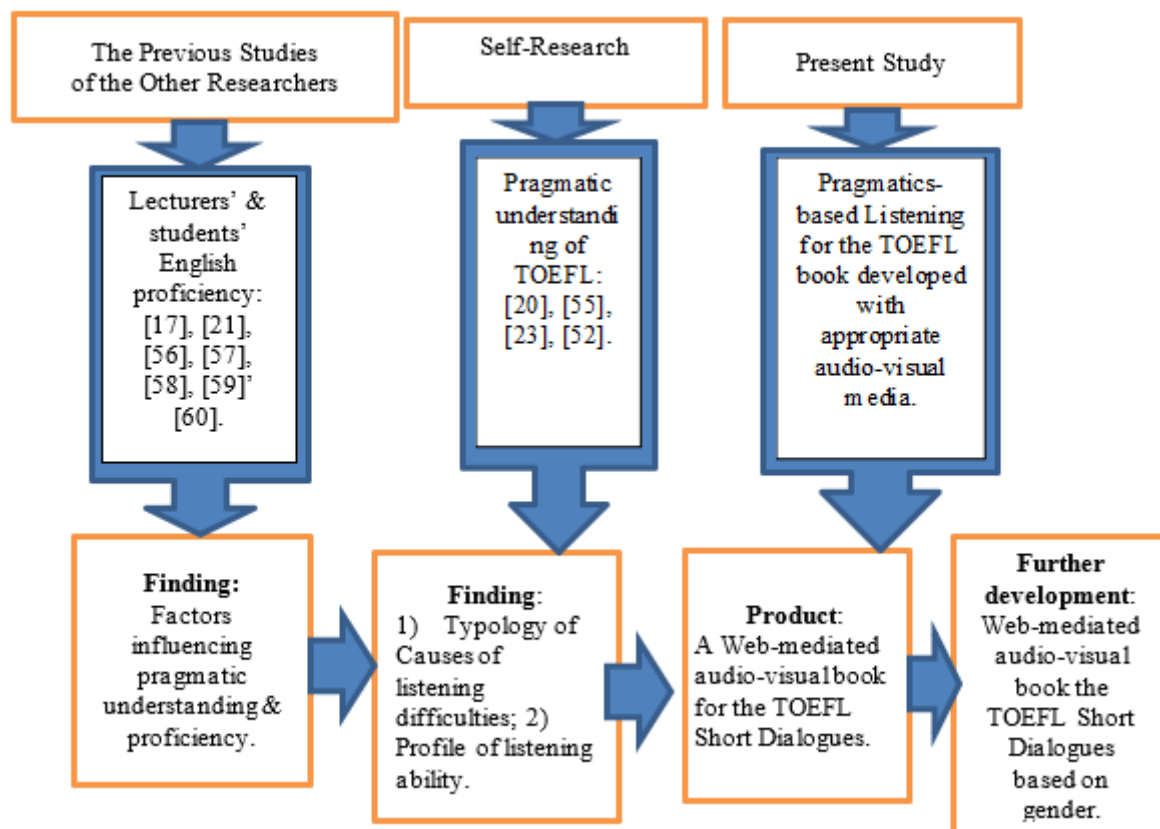 The Previous Studies
of the Other Researchers
Self-Research
Present Study
Lecturers' &
students'
English
proficiency:
[17], [21],
[56], [57],
[58], [59]'
[60].
Pragmatic
understandi
ng of
TOEFL:
[20], [55],
[23], [52].
Pragmatics-
based Listening
for the TOEFL
book developed
with
appropriate
audio-visual
media.
Finding:
Factors
influencing
pragmatic
understanding &
proficiency.
Finding:
1) Typology of
Causes of
listening
difficulties; 2)
Profile of listening
ability.
Product:
A Web-mediated
audio-visual book
for the TOEFL
Short Dialogues.
Further
development:
Web-mediated
audio-visual
book the
TOEFL Short
Dialogues
based on
gender.